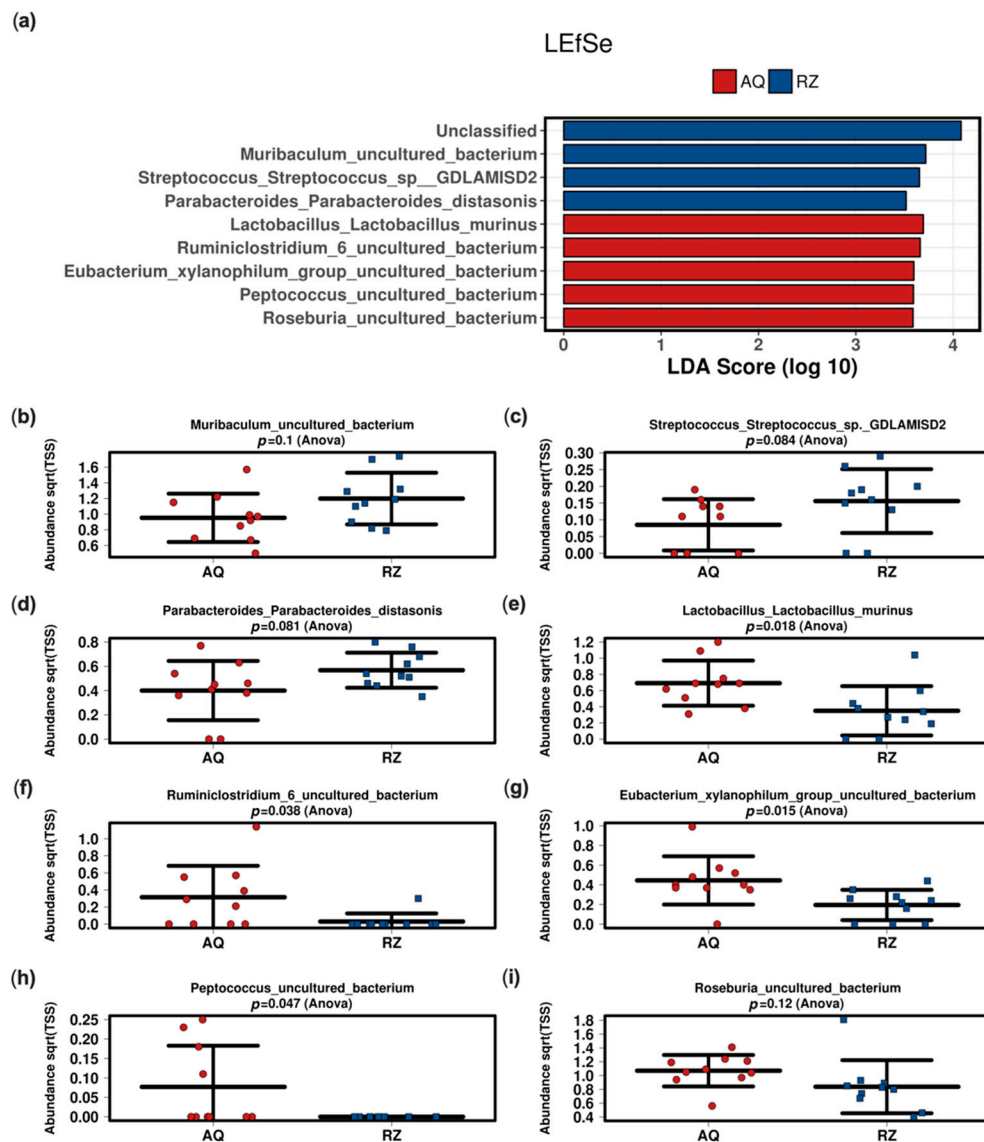 (a)
LEfSe
AQ RZ
Unclassified
Muribaculum_uncultured_bacterium
Streptococcus_Streptococcus_sp__GDLAMISD2
Parabacteroides_Parabacteroides_distasonis
Lactobacillus_Lactobacillus_murinus
Ruminiclostridium_6_uncultured_bacterium
Eubacterium_xylanophilum_group_uncultured_bacterium
Peptococcus_uncultured_bacterium
Roseburia_uncultured_bacterium
0 1 2 3 4
LDA Score (log 10)
(b)
Muribaculum_uncultured_bacterium
p=0.1 (Anova)
Abundance sqrt(TSS)
1.6
1.4
1.2
1.0
0.8
0.6
AQ RZ
(c)
Streptococcus_Streptococcus_sp._GDLAMISD2
p=0.084 (Anova)
Abundance sqrt(TSS)
0.30
0.25
0.20
0.15
0.10
0.05
0.00
AQ RZ
(d)
Parabacteroides_Parabacteroides_distasonis
p=0.081 (Anova)
Abundance sqrt(TSS)
0.8
0.6
0.4
0.2
0.0
AQ RZ
(e)
Lactobacillus_Lactobacillus_murinus
p=0.018 (Anova)
Abundance sqrt(TSS)
1.2
1.0
0.8
0.6
0.4
0.2
0.0
AQ RZ
(f)
Ruminiclostridium_6_uncultured_bacterium
p=0.038 (Anova)
Abundance sqrt(TSS)
1.0
0.8
0.6
0.4
0.2
0.0
AQ RZ
(g)
Eubacterium_xylanophilum_group_uncultured_bacterium
p=0.015 (Anova)
Abundance sqrt(TSS)
1.0
0.8
0.6
0.4
0.2
0.0
AQ RZ
(h)
Peptococcus_uncultured_bacterium
p=0.047 (Anova)
Abundance sqrt(TSS)
0.25
0.20
0.15
0.10
0.05
0.00
AQ RZ
(i)
Roseburia_uncultured_bacterium
p=0.12 (Anova)
Abundance sqrt(TSS)
1.8
1.6
1.4
1.2
1.0
0.8
0.6
0.4
AQ RZ